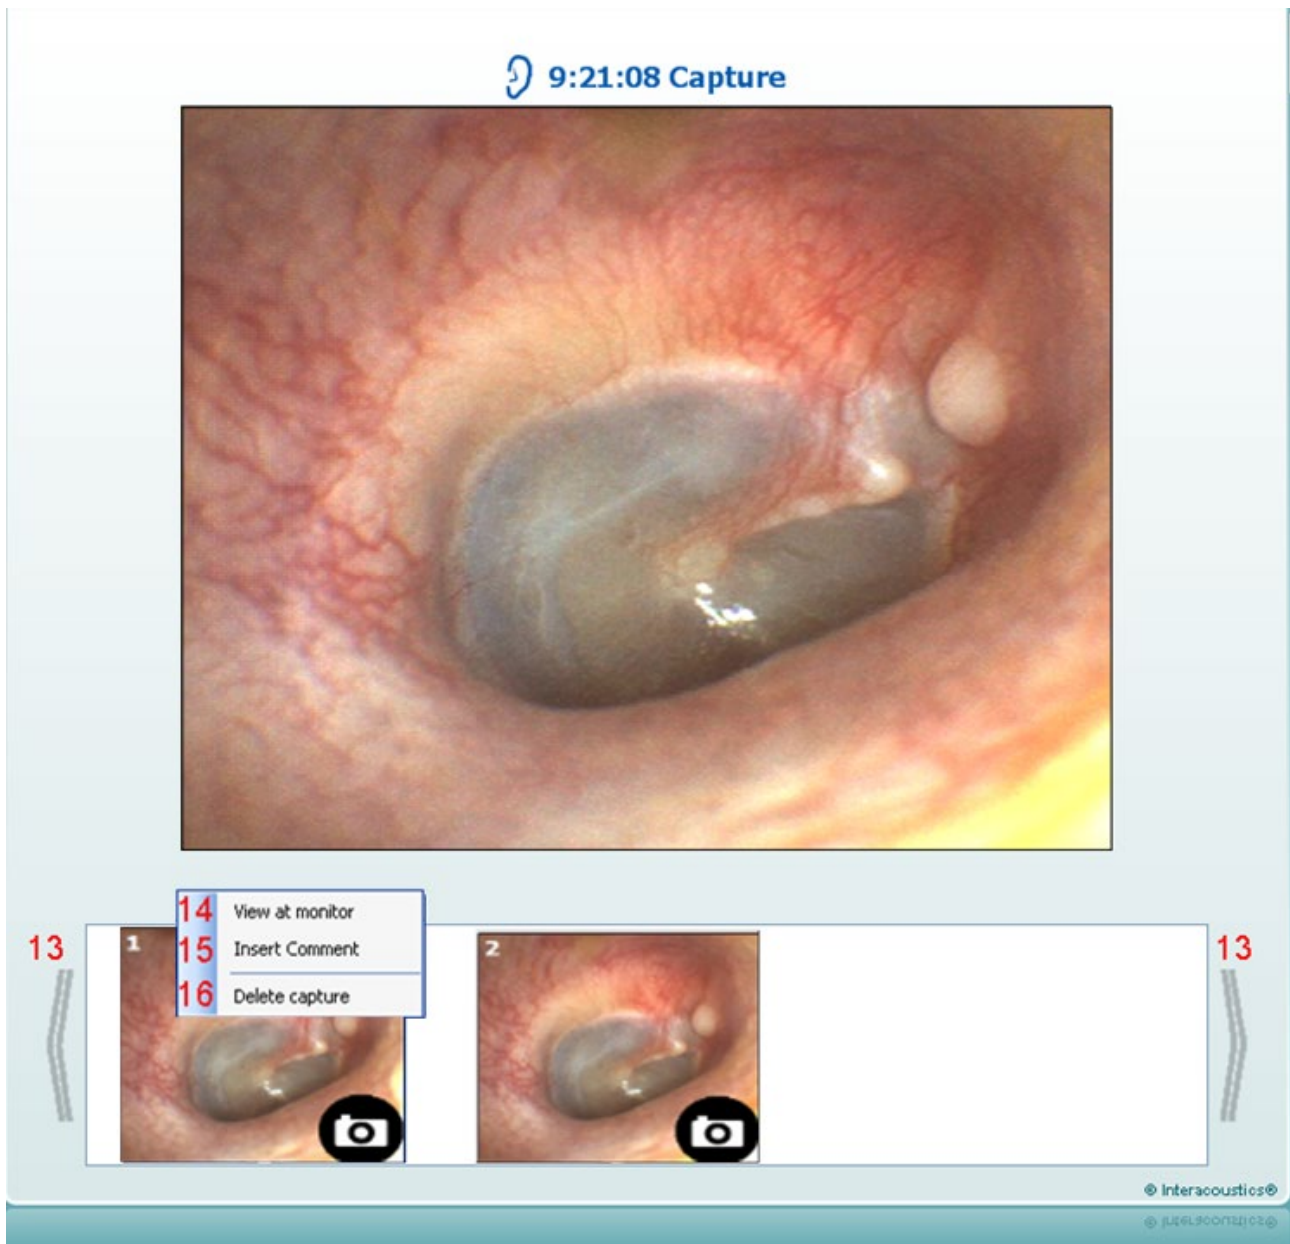 9:21:08 Capture
14 View at monitor
13
1
15 Insert Comment
2
13
16 Delete capture
© Interacoustics®
© Interacoustics®